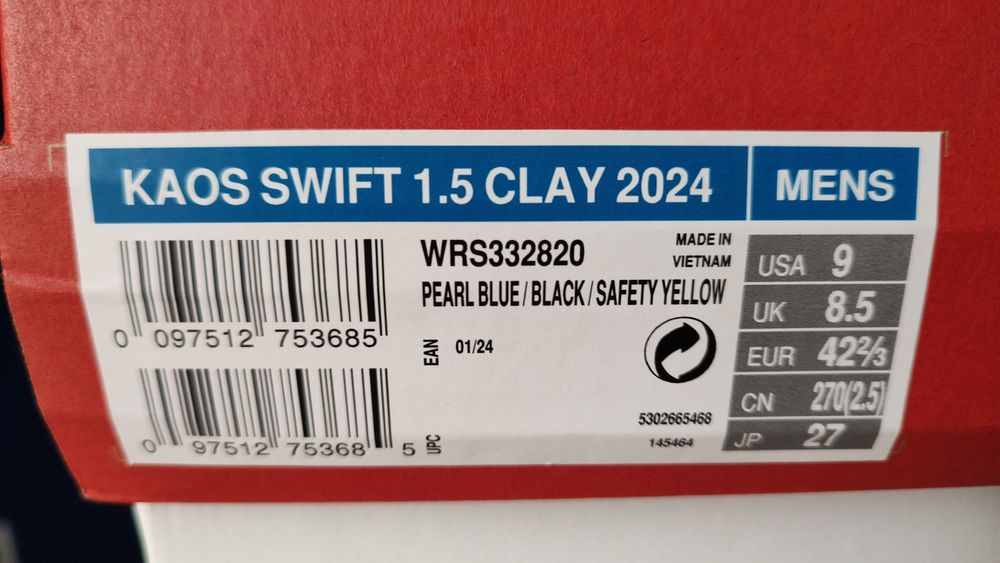 KAOS SWIFT 1.5 CLAY 2024
MENS
0 097512 753685
EAN
0 97512 75368 5
UPC
WRS332820
MADE IN
VIETNAM
PEARL BLUE / BLACK / SAFETY YELLOW
01/24
5302665468
145464
USA 9
UK 8.5
EUR 42⅔
CN 270(2.5)
JP 27